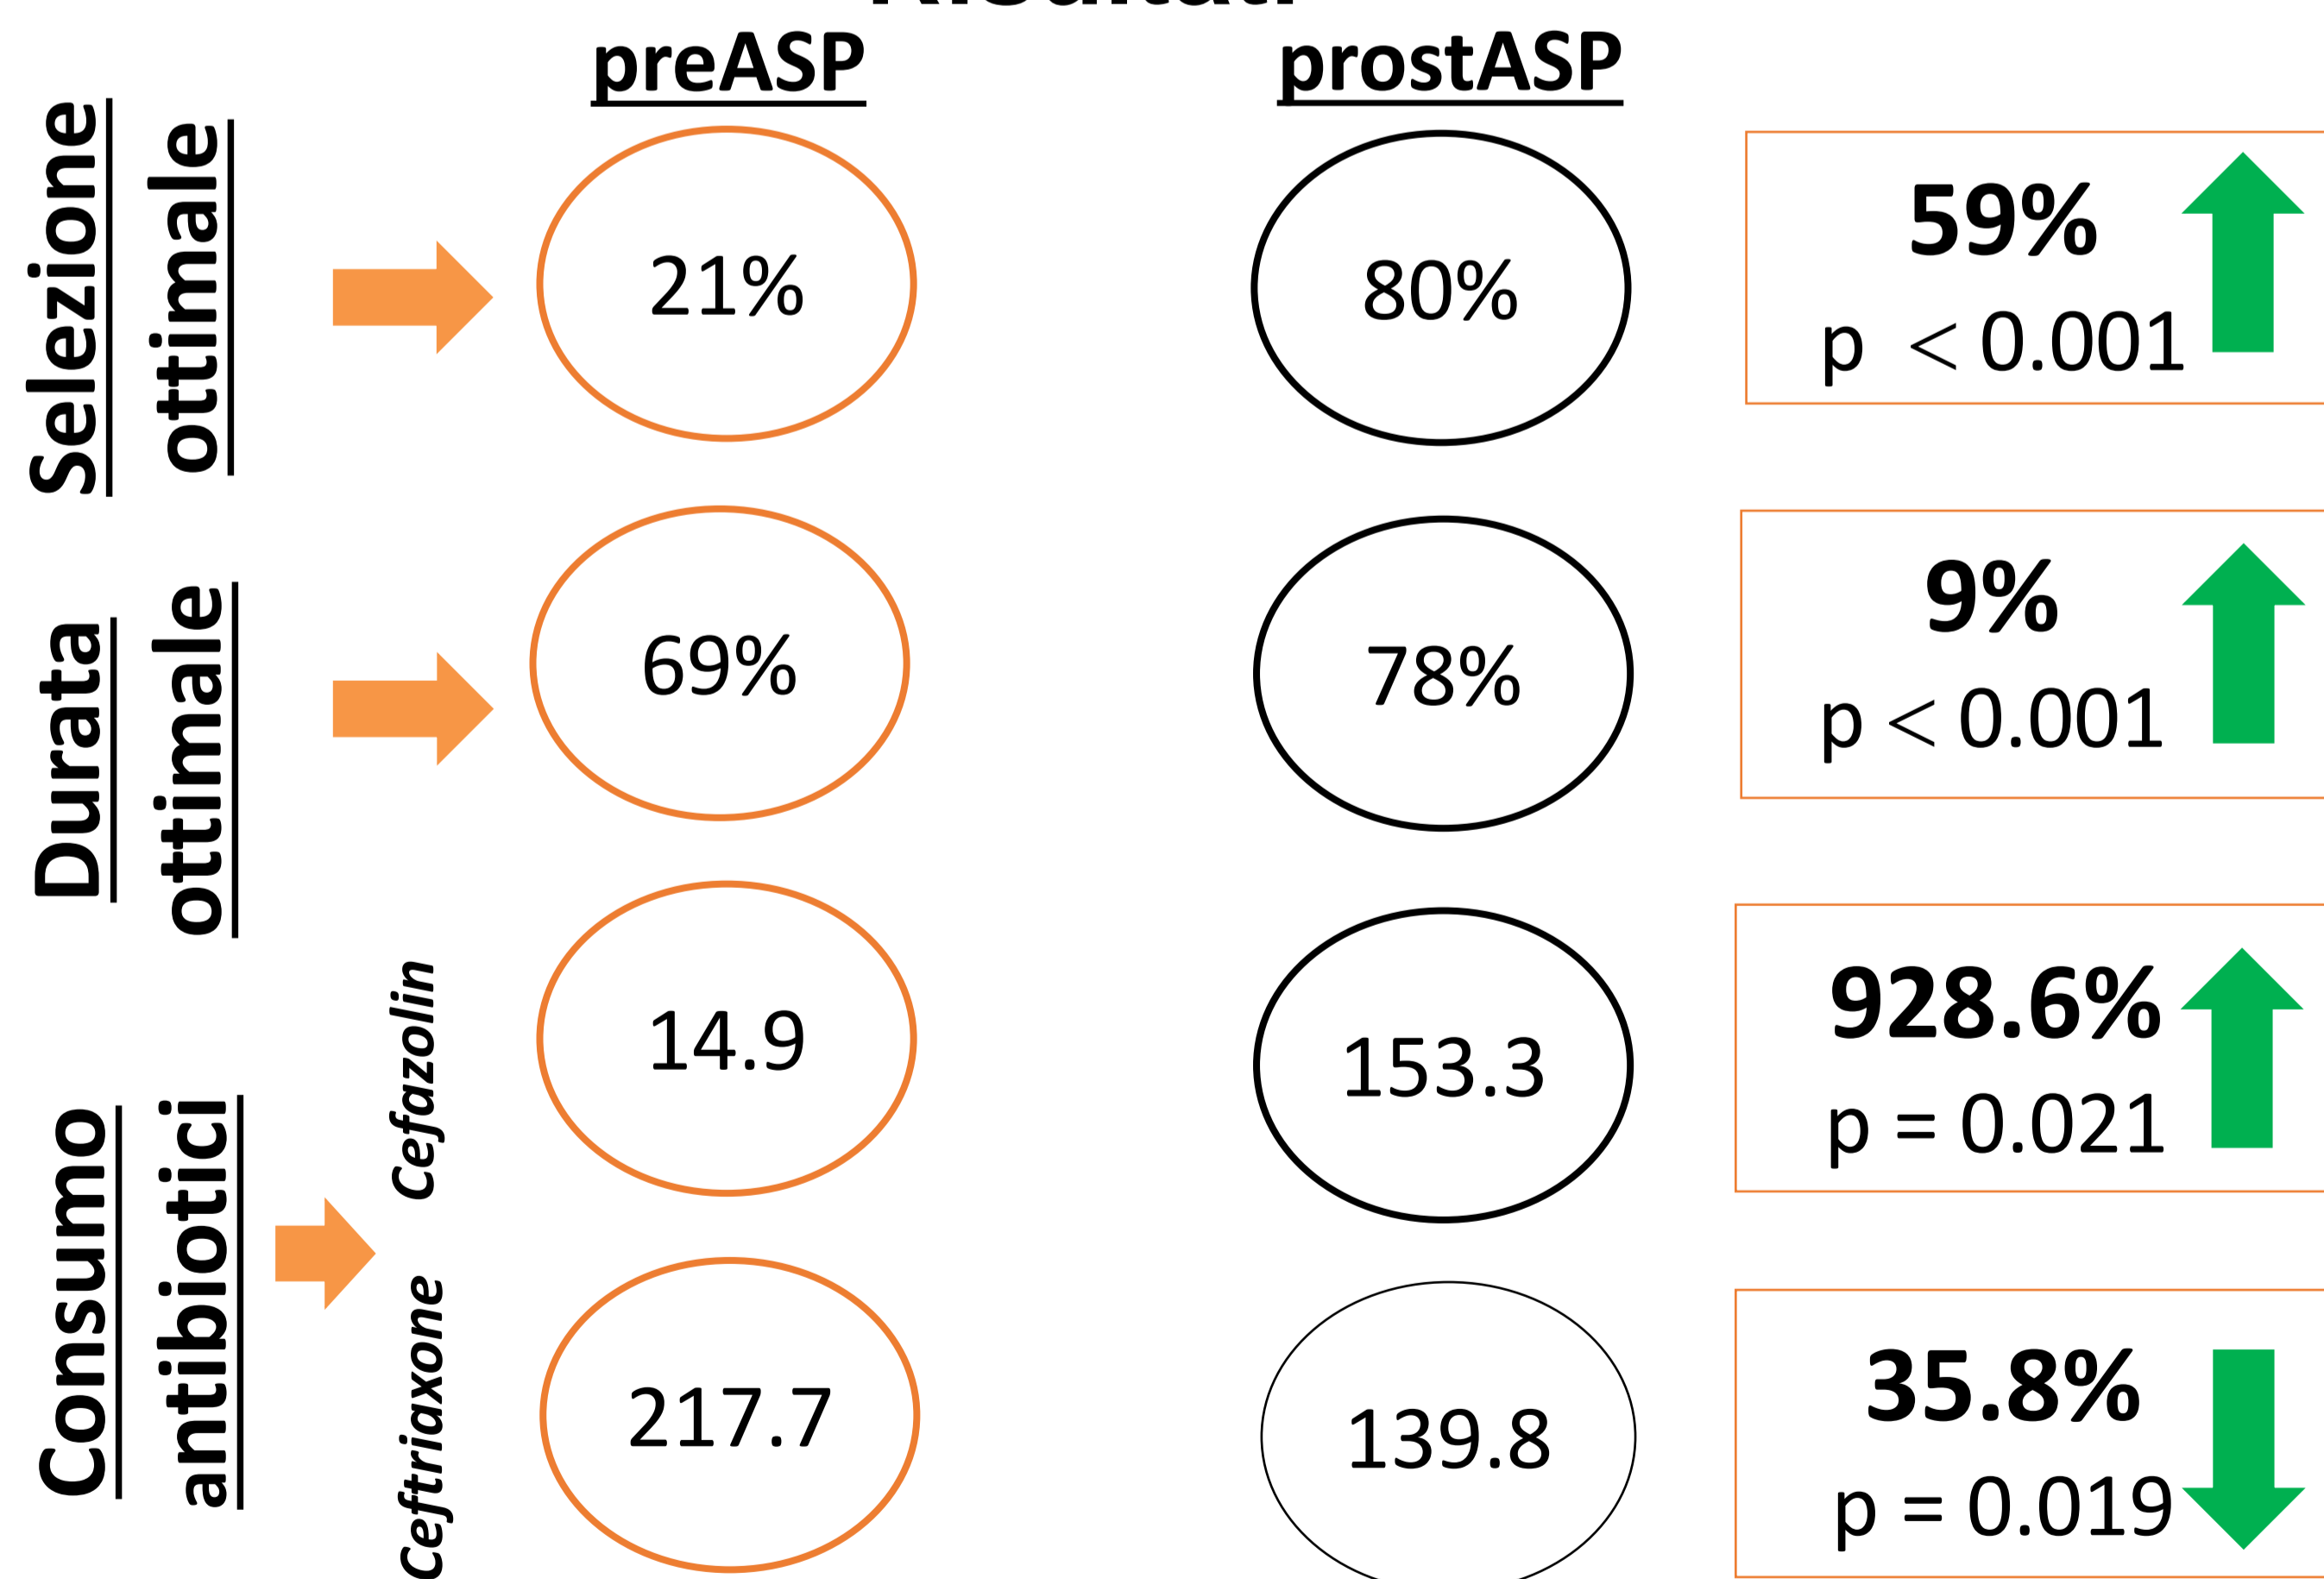 preASP
prostASP
Selezione
ottimale
21%
80%
59%
p < 0.001
Durata
ottimale
69%
78%
9%
p < 0.001
Consumo
antibiotici
Cefazolin
14.9
153.3
928.6%
p = 0.021
Ceftriaxone
217.7
139.8
35.8%
p = 0.019